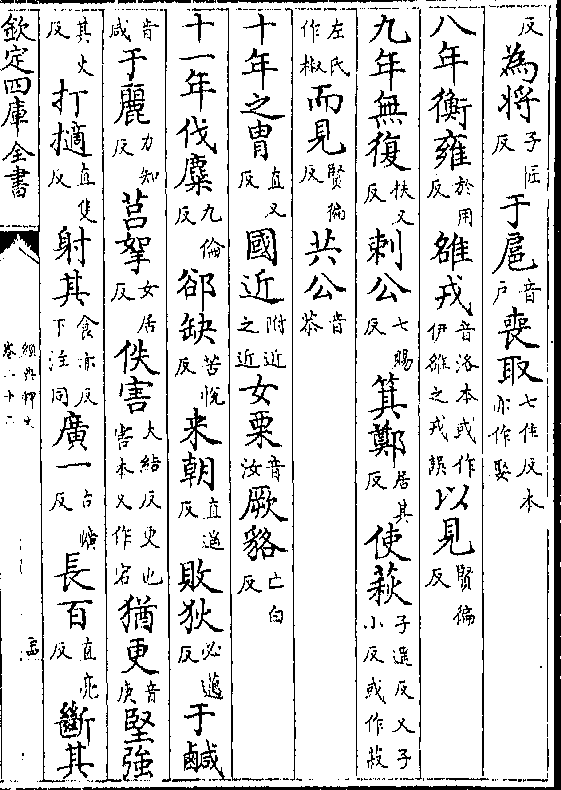 反為將子匠反于扈音戶喪取七住反本亦作娶
八年衡雍於用反雒戎音洛本或作伊雒之戎誤以見賢徧反
九年無復扶又反刺公七賜反箕鄭居其反使萩子遥反又子小反或作菽
左氏作椒而見賢徧反共公音恭
十年之胄直又反國近附近之近女栗音汝厥貉亡白反
十一年伐麋九倫反郤缺苦悅反来朝直遥反敗狄必邁反于鹹
音咸于麗力知反莒挐女居反佚害大結反更也害本又作宕猶更音庚堅強
其丈反打擿直隻反射其食亦反下注同廣一古曠反長百直亮反斷其
欽定四庫全書
經典釋文
卷二十二